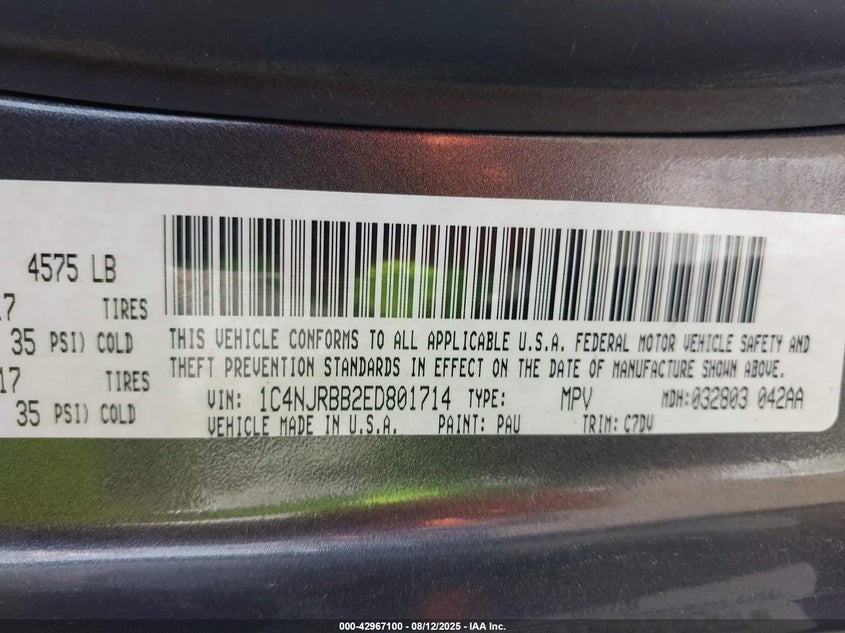 4575 LB
17 TIRES
35 PSI) COLD
17 TIRES
35 PSI) COLD
THIS VEHICLE CONFORMS TO ALL APPLICABLE U.S.A. FEDERAL MOTOR VEHICLE SAFETY AND
THEFT PREVENTION STANDARDS IN EFFECT ON THE DATE OF MANUFACTURE SHOWN ABOVE.
VIN: 1C4NJRBB2ED801714 TYPE: MPV MDH:032803 042AA
VEHICLE MADE IN U.S.A. PAINT: PAU TRIM: C7DV
000-42967100 - 08/12/2025 - IAA Inc.